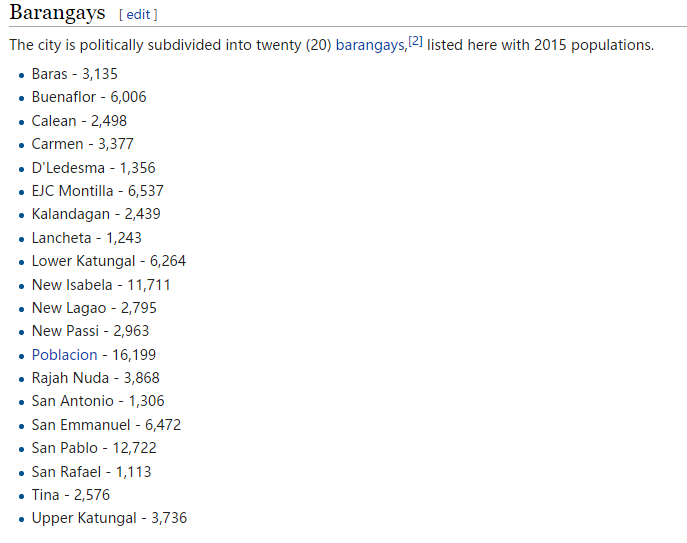 Barangays [ edit ]
The city is politically subdivided into twenty (20) barangays,[2] listed here with 2015 populations.
Baras - 3,135
Buenaflor - 6,006
Calean - 2,498
Carmen - 3,377
D'Ledesma - 1,356
EJC Montilla - 6,537
Kalandagan - 2,439
Lancheta - 1,243
Lower Katungal - 6,264
New Isabela - 11,711
New Lagao - 2,795
New Passi - 2,963
Poblacion - 16,199
Rajah Nuda - 3,868
San Antonio - 1,306
San Emmanuel - 6,472
San Pablo - 12,722
San Rafael - 1,113
Tina - 2,576
Upper Katungal - 3,736